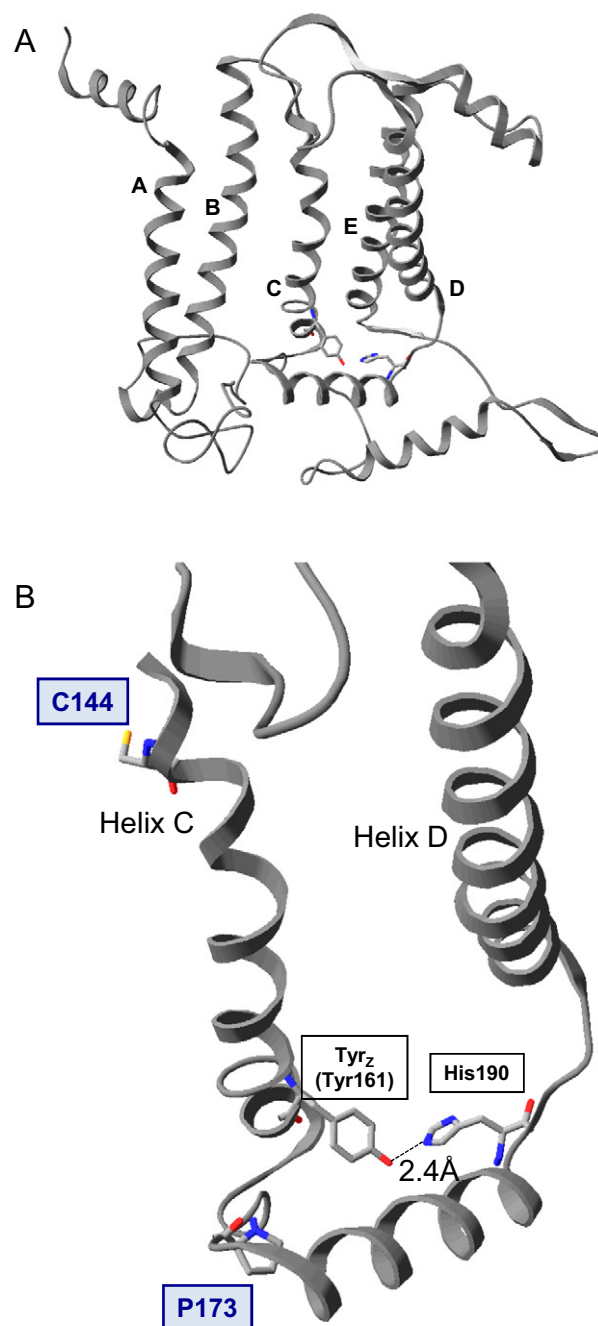 A
A
B
C
E
D
B
C144
Helix C
Helix D
TyrZ
(Tyr161)
His190
2.4Å
P173